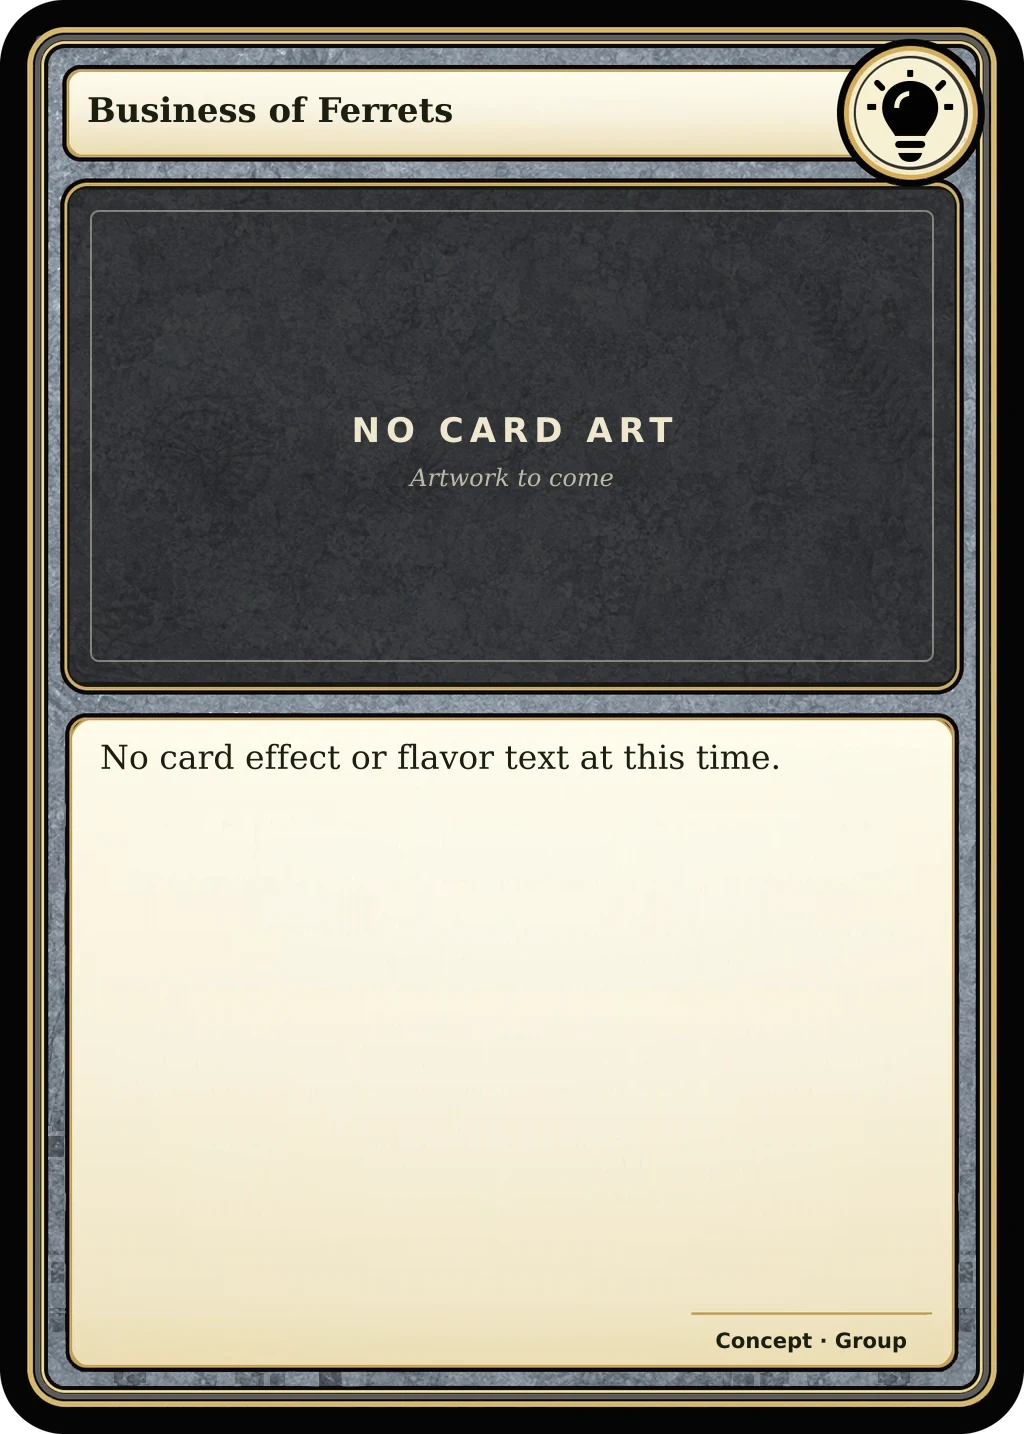 Business of Ferrets
NO CARD ART
Artwork to come
No card effect or flavor text at this time.
Concept · Group